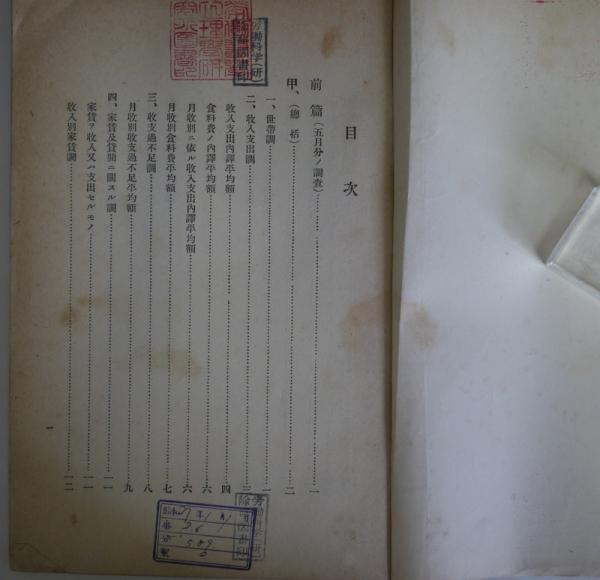 目次
前篇(五月分ノ調査)……一
甲、(總括)……二
一、世帶調……一
二、收入支出調……三
收入支出內譯平均額……四
食料費ノ內譯平均額……六
月收別ニ依ル收入支出內譯平均額……六
月收別食料費平均額……七
三、收支過不足調……八
月收別收支過不足平均額……九
四、家賃及貸間ニ關スル調……一一
家賃ヲ收入又ハ支出セルモノ……一一
收入別家賃調……一二
一